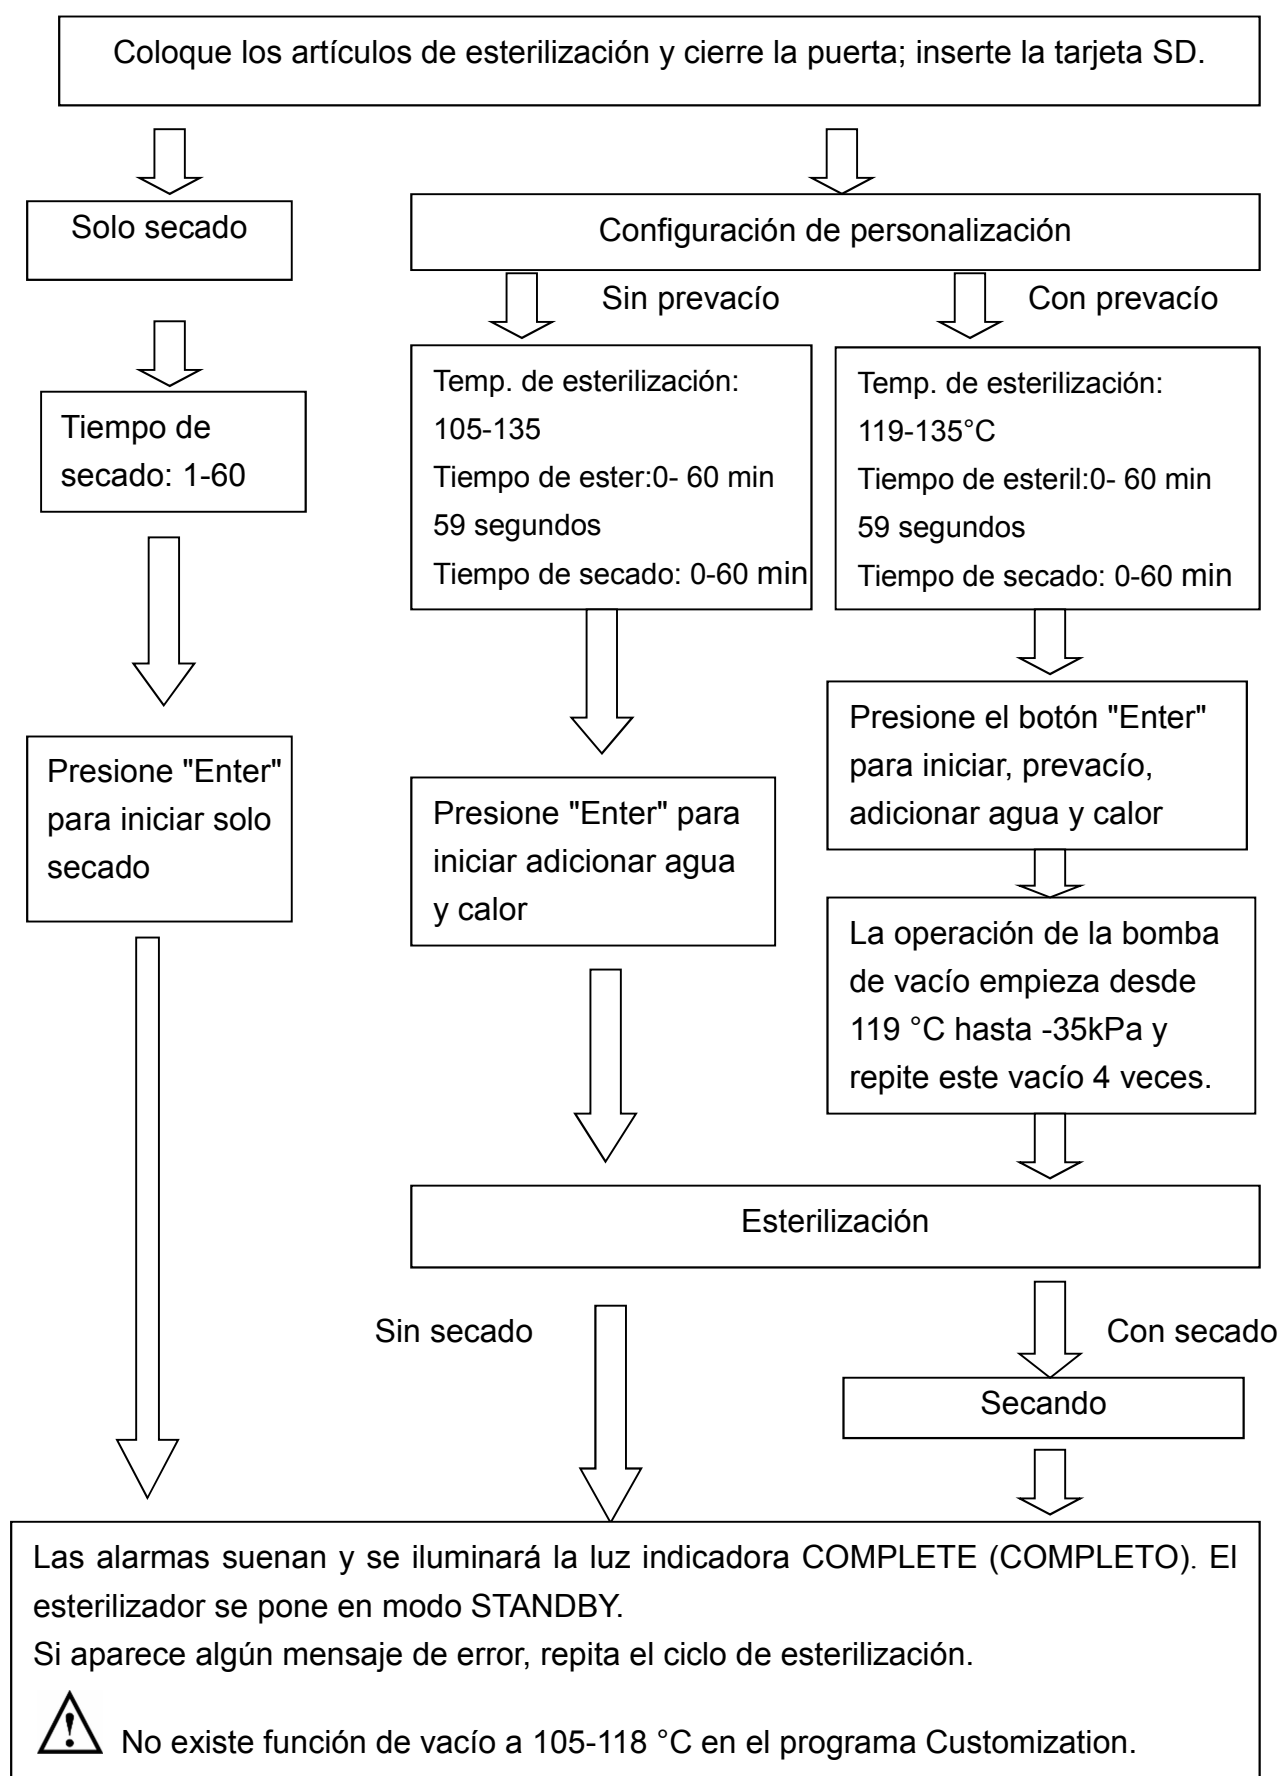 Coloque los artículos de esterilización y cierre la puerta; inserte la tarjeta SD.
Solo secado
Configuración de personalización
Sin prevacío
Con prevacío
Tiempo de
secado: 1-60
Temp. de esterilización:
105-135
Tiempo de ester:0- 60 min
59 segundos
Tiempo de secado: 0-60 min
Temp. de esterilización:
119-135°C
Tiempo de esteril:0- 60 min
59 segundos
Tiempo de secado: 0-60 min
Presione "Enter"
para iniciar solo
secado
Presione "Enter" para
iniciar adicionar agua
y calor
Presione el botón "Enter"
para iniciar, prevacío,
adicionar agua y calor
La operación de la bomba
de vacío empieza desde
119 °C hasta -35kPa y
repite este vacío 4 veces.
Esterilización
Sin secado
Con secado
Secando
Las alarmas suenan y se iluminará la luz indicadora COMPLETE (COMPLETO). El
esterilizador se pone en modo STANDBY.
Si aparece algún mensaje de error, repita el ciclo de esterilización.
No existe función de vacío a 105-118 °C en el programa Customization.